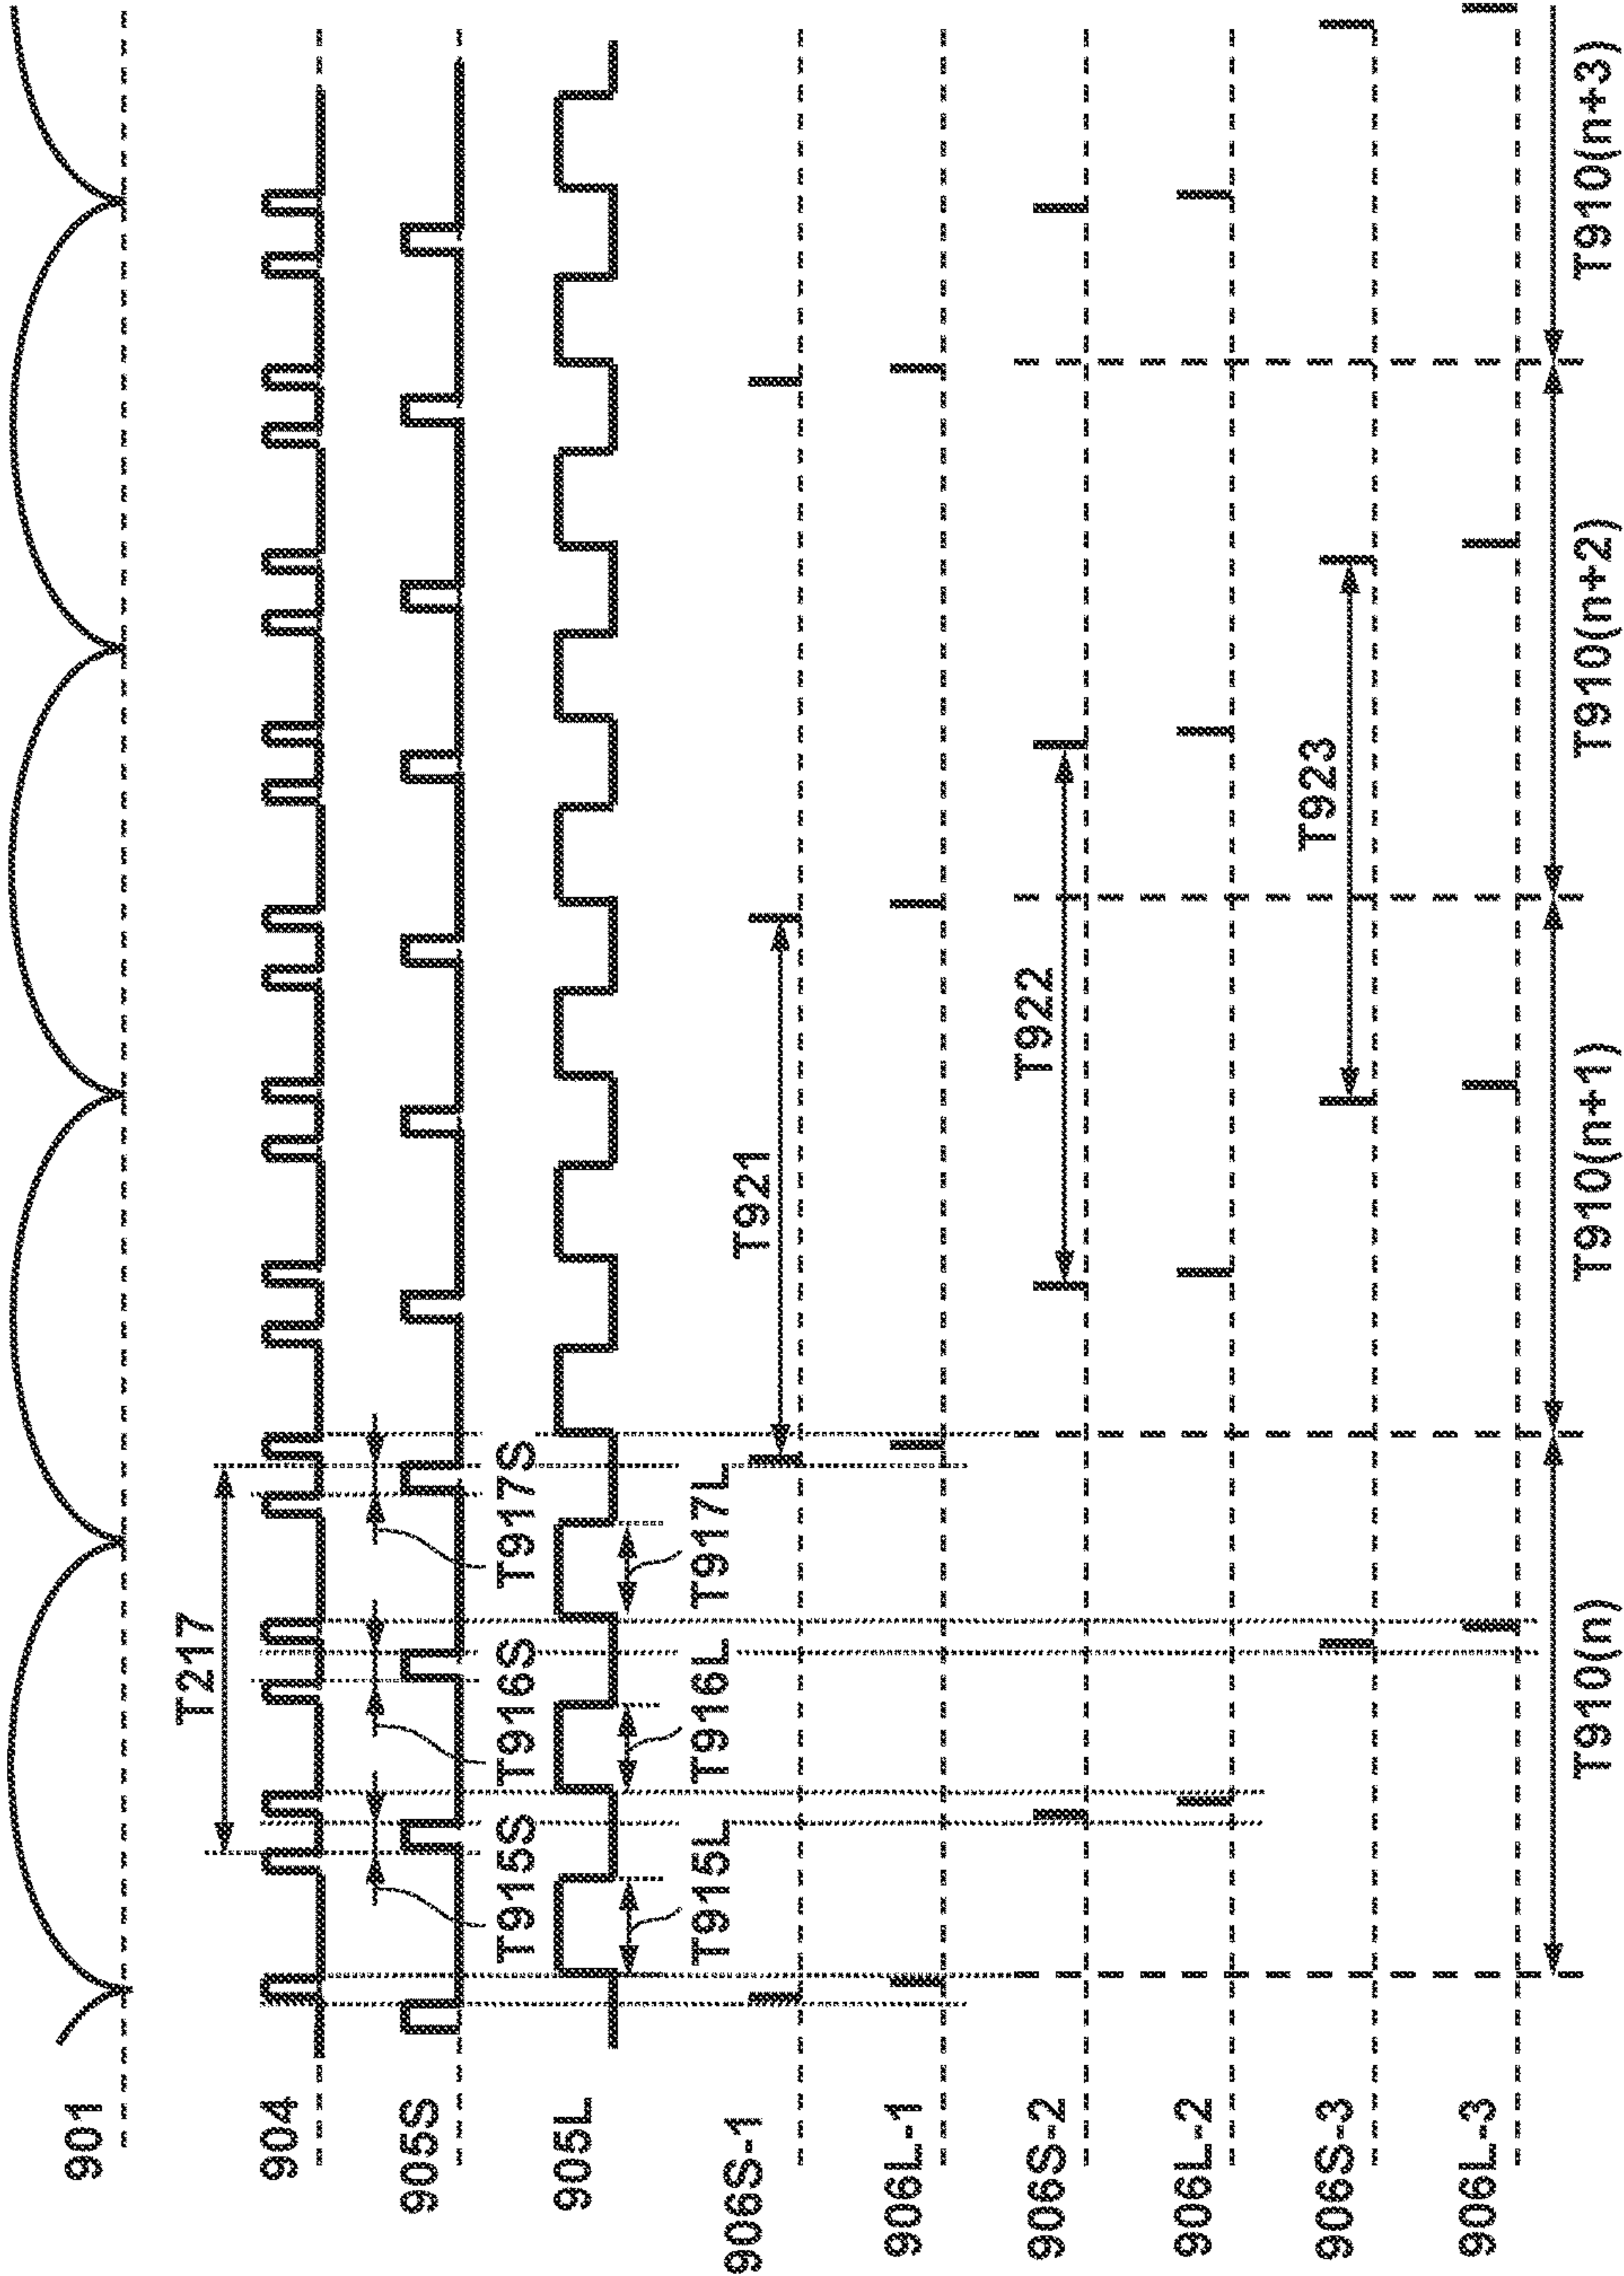 901
904
T217
905S
T915S
T916S
T917S
905L
T915L
T916L
T917L
906S-1
T921
906L-1
906S-2
T922
906L-2
906S-3
T923
906L-3
T910(n)
T910(n+1)
T910(n+2)
T910(n+3)